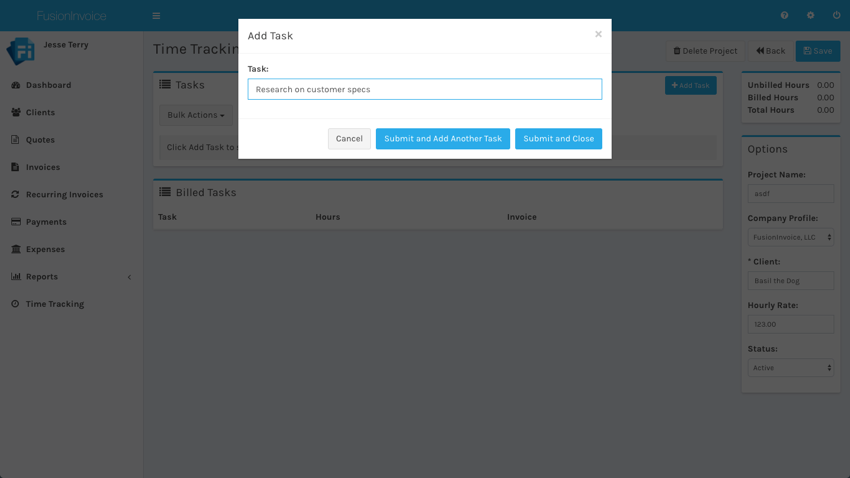 FusionInvoice
Jesse Terry
Dashboard
Clients
Quotes
Invoices
Recurring Invoices
Payments
Expenses
Reports
Time Tracking
Time Trackin
Delete Project
Back
Save
Tasks
Add Task
Bulk Actions
Click Add Task to
Add Task
×
Task:
Research on customer specs
Cancel
Submit and Add Another Task
Submit and Close
Billed Tasks
Task Hours Invoice
Unbilled Hours 0.00
Billed Hours 0.00
Total Hours 0.00
Options
Project Name:
asdf
Company Profile:
FusionInvoice, LLC
* Client:
Basil the Dog
Hourly Rate:
123.00
Status:
Active